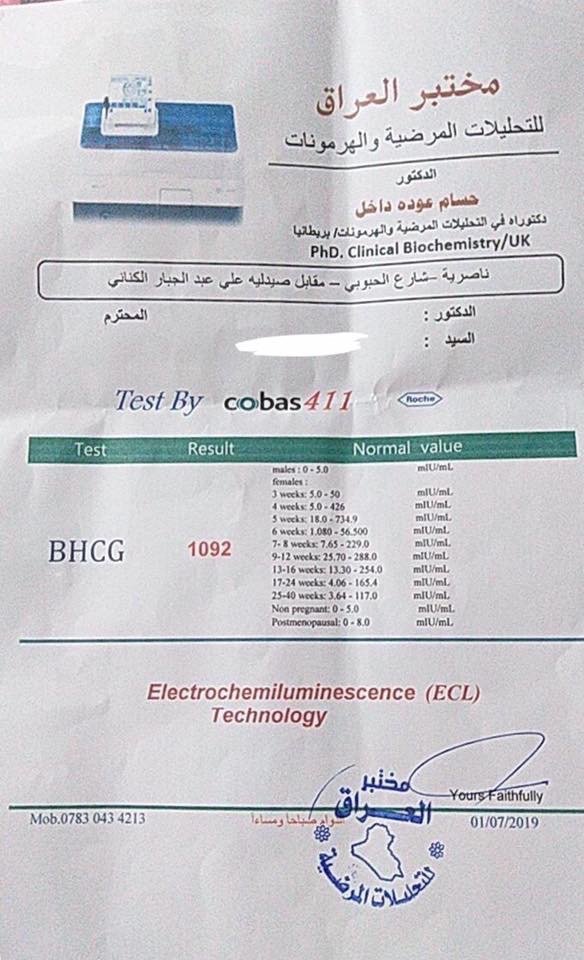 مختبر العراق
للتحليلات المرضية والهرمونات
الدكتور
حسام عوده داخل
دكتوراه في التحليلات المرضية والهرمونات/ بريطانيا
PhD. Clinical Biochemistry/UK
ناصرية –شارع الحبوبي – مقابل صيدليه علي عبد الجبار الكناني
الدكتور : المحترم
السيد :
Test By cobas 411 Roche
Test Result Normal value
males : 0 - 5.0 mIU/mL
females :
3 weeks: 5.0 - 50 mIU/mL
4 weeks: 5.0 - 426 mIU/mL
5 weeks: 18.0 - 734.9 mIU/mL
6 weeks: 1.080 - 56.500 mIU/mL
7- 8 weeks: 7.65 - 229.0 mIU/mL
BHCG 1092
9-12 weeks: 25.70 - 288.0 mIU/mL
13-16 weeks: 13.30 - 254.0 mIU/mL
17-24 weeks: 4.06 - 165.4 mIU/mL
25-40 weeks: 3.64 - 117.0 mIU/mL
Non pregnant: 0 - 5.0 mIU/mL
Postmenopausal: 0 - 8.0 mIU/mL
Electrochemiluminescence (ECL)
Technology
Yours Faithfully
Mob.0783 043 4213 صباحا ومساءا 01/07/2019
مختبر
العراق
للتحليلات المرضية